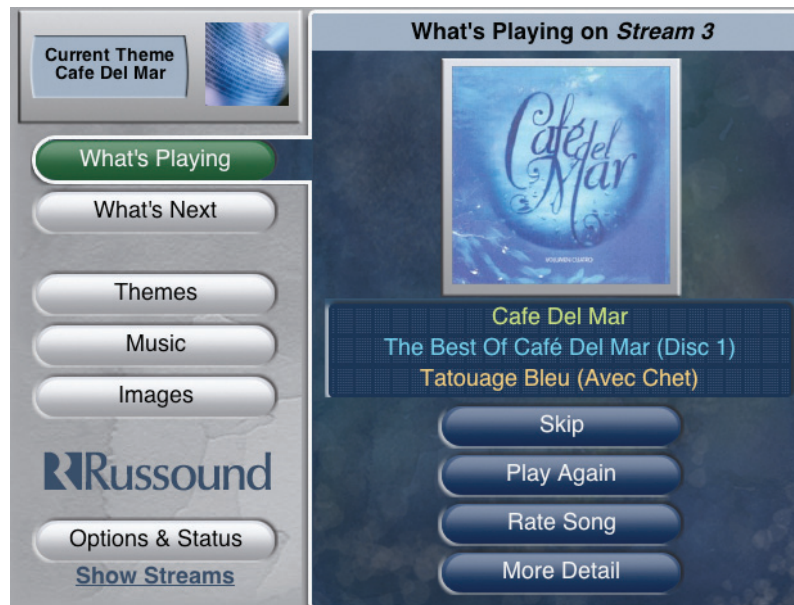 Current Theme
Cafe Del Mar
What's Playing
What's Next
Themes
Music
Images
Russound
Options & Status
Show Streams
What's Playing on Stream 3
Café
del
Mar
VOLUMEN CUATRO
Cafe Del Mar
The Best Of Café Del Mar (Disc 1)
Tatouage Bleu (Avec Chet)
Skip
Play Again
Rate Song
More Detail